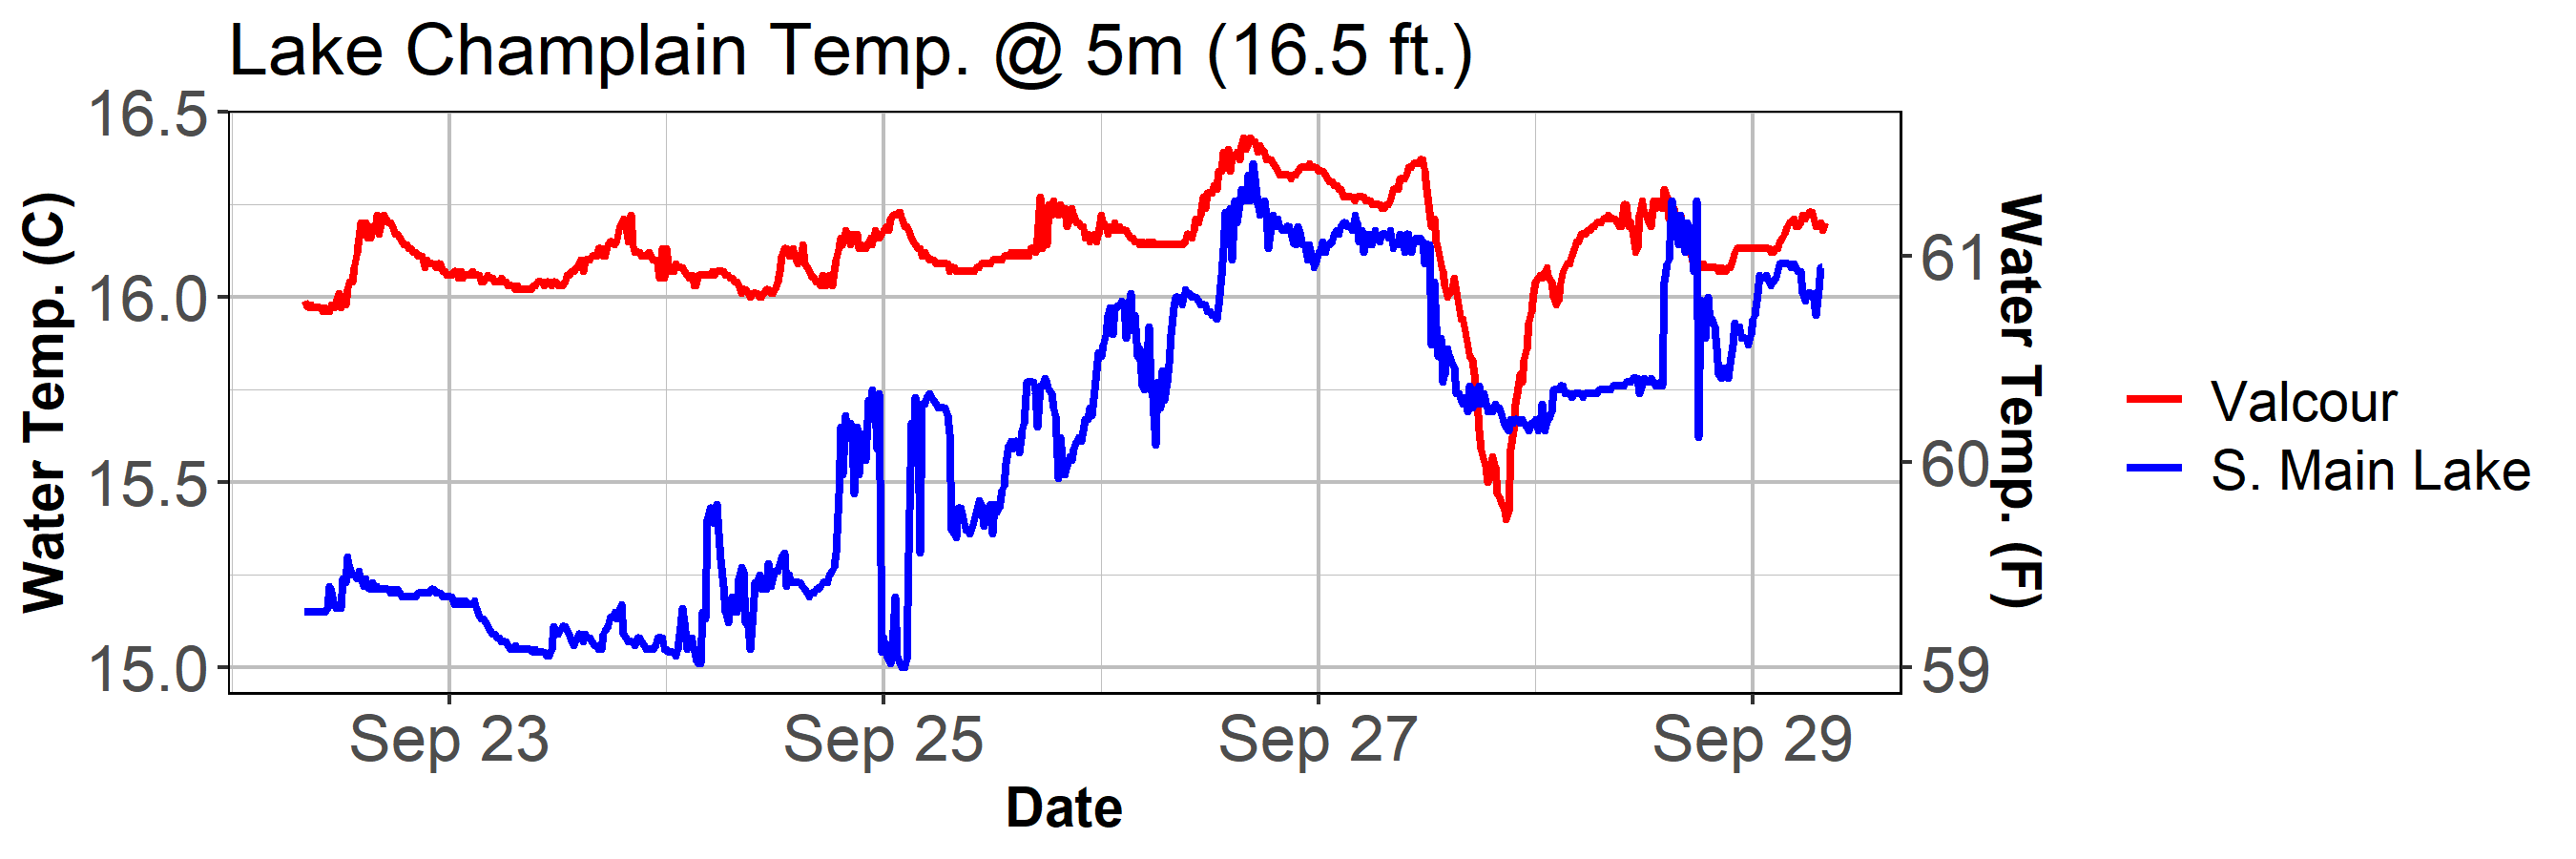 Lake Champlain Temp. @ 5m (16.5 ft.)
Water Temp. (C)
16.5
16.0
15.5
15.0
61
60
59
Water Temp. (F)
Sep 23
Sep 25
Sep 27
Sep 29
Date
Valcour
S. Main Lake